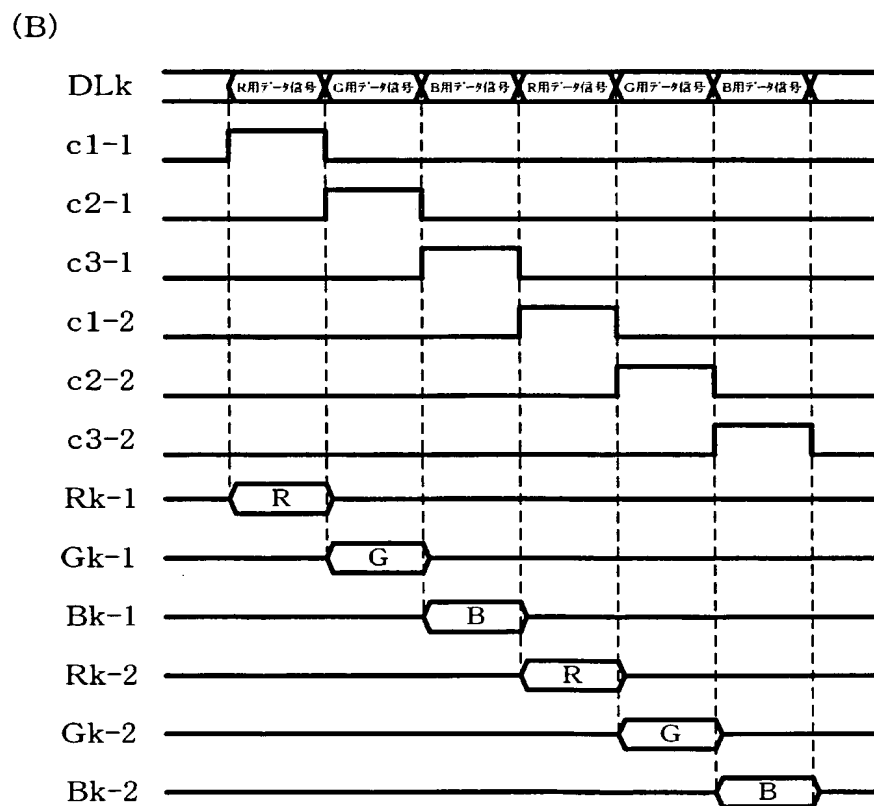 (B)
DLk R用データ信号 G用データ信号 B用データ信号 R用データ信号 G用データ信号 B用データ信号
c1-1
c2-1
c3-1
c1-2
c2-2
c3-2
Rk-1 R
Gk-1 G
Bk-1 B
Rk-2 R
Gk-2 G
Bk-2 B